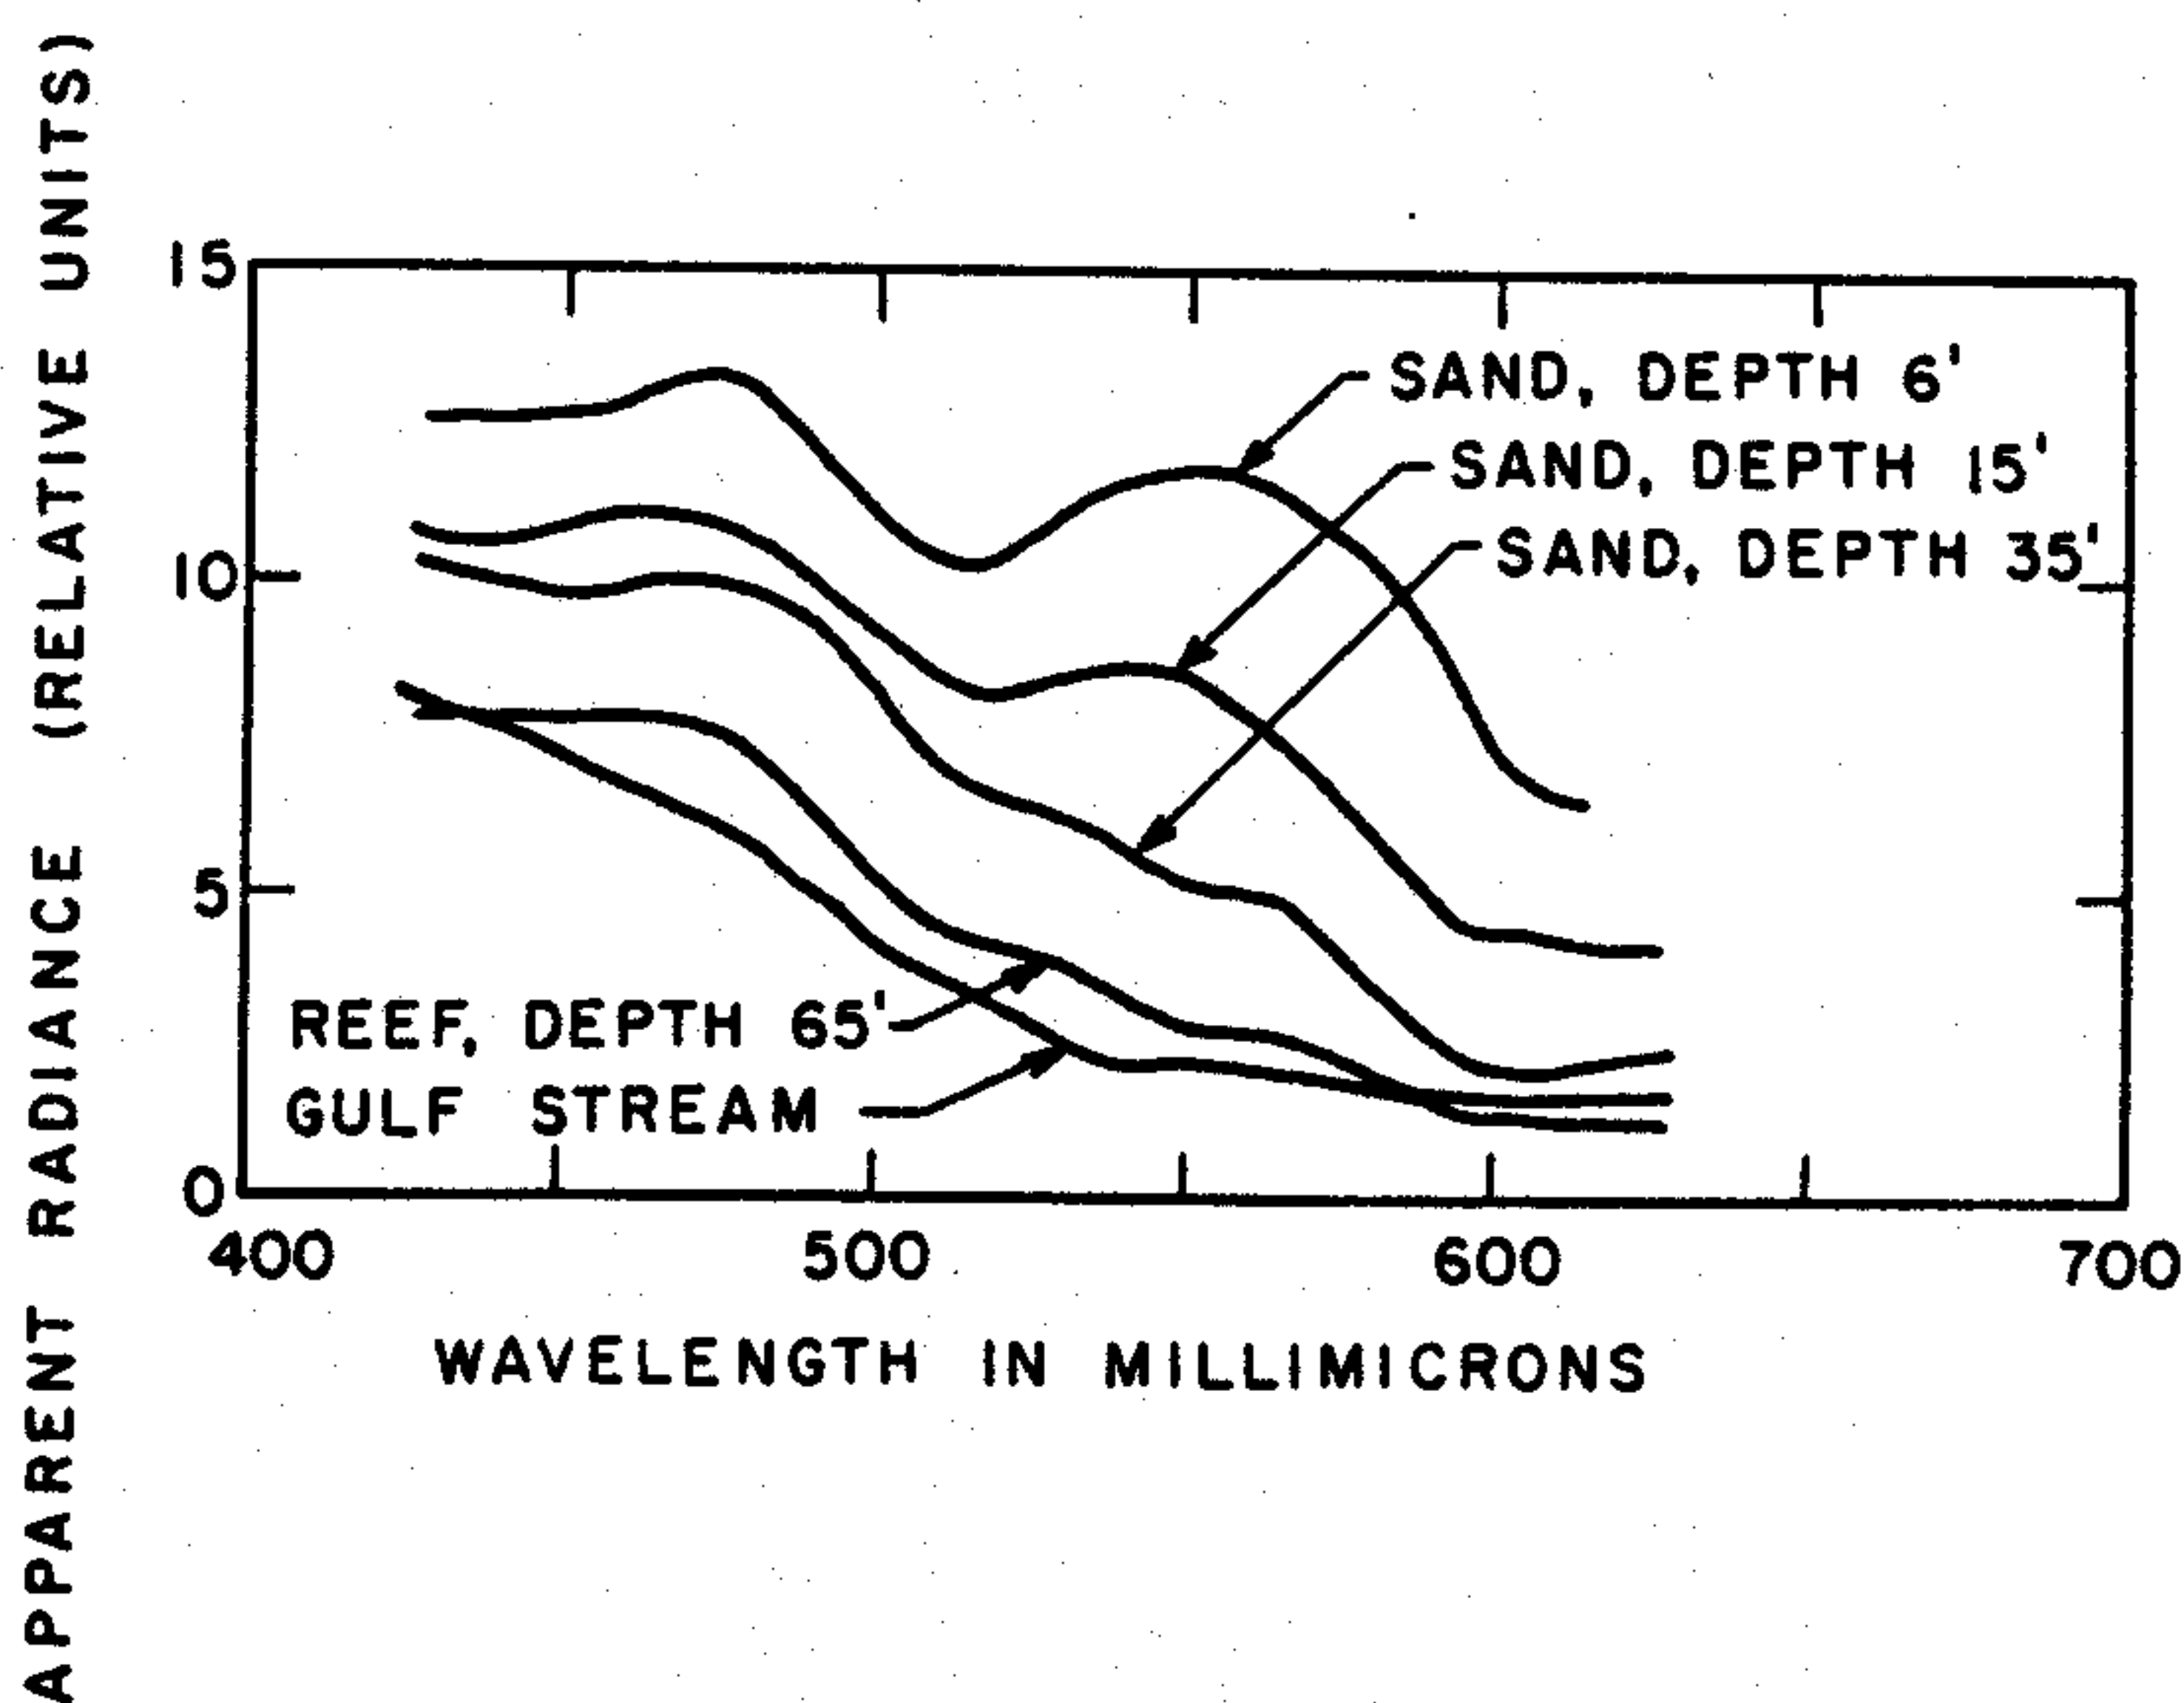 APPARENT RADIANCE (RELATIVE UNITS)
15
SAND, DEPTH 6'
SAND, DEPTH 15'
SAND, DEPTH 35'
10
5
REEF, DEPTH 65'
GULF STREAM
0
400 500 600 700
WAVELENGTH IN MILLIMICRONS